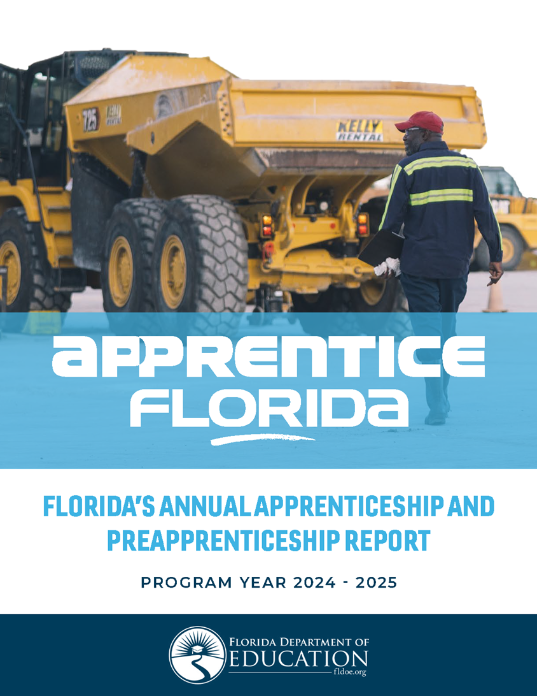 725
KELLY
RENTAL
APPRENTICE
FLORIDA
FLORIDA'S ANNUAL APPRENTICESHIP AND
PREAPPRENTICESHIP REPORT
PROGRAM YEAR 2024 - 2025
FLORIDA DEPARTMENT OF
EDUCATION
fldoe.org